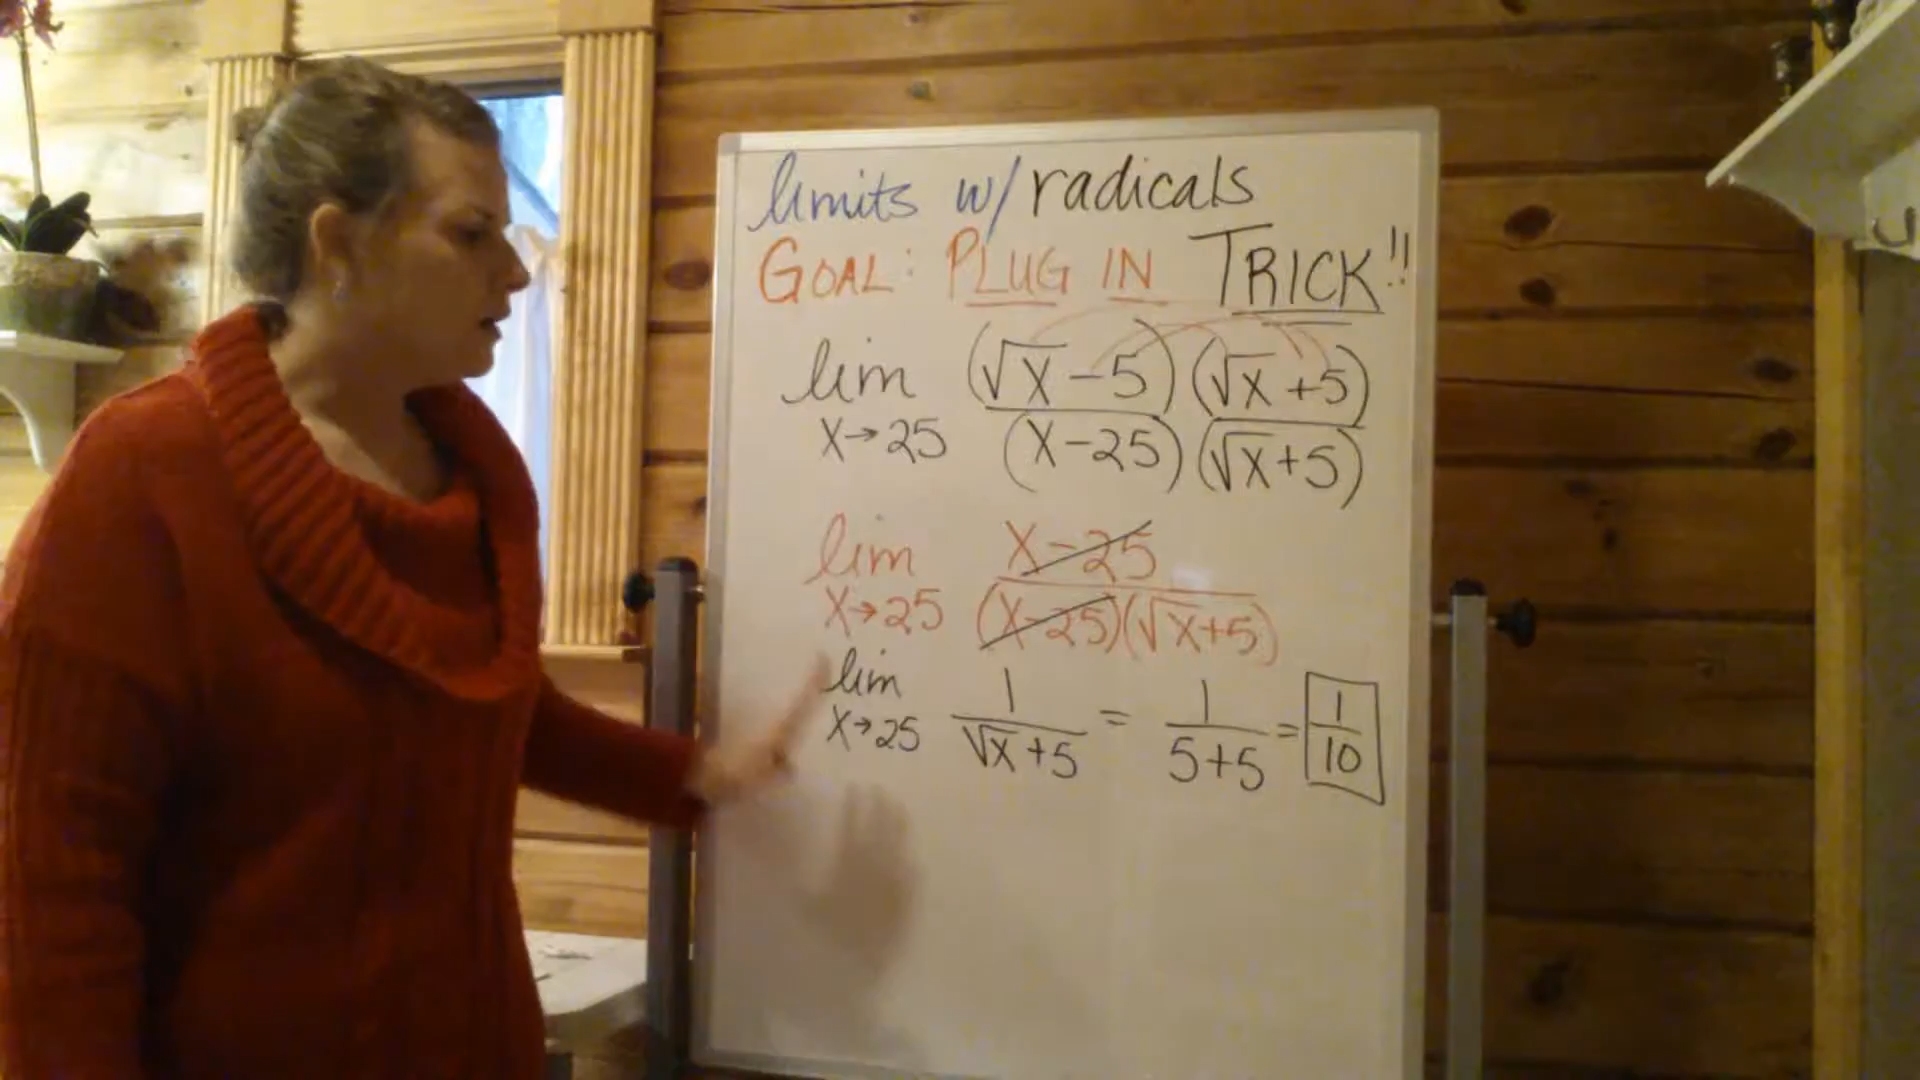 limits w/ radicals
GOAL: PLUG IN TRICK!!
lim (√x - 5) (√x + 5)
x→25 (x-25) (√x+5)
lim x-25
x→25 (x-25)(√x+5)
lim 1 1 1
x→25 √x+5 = 5+5 = 10